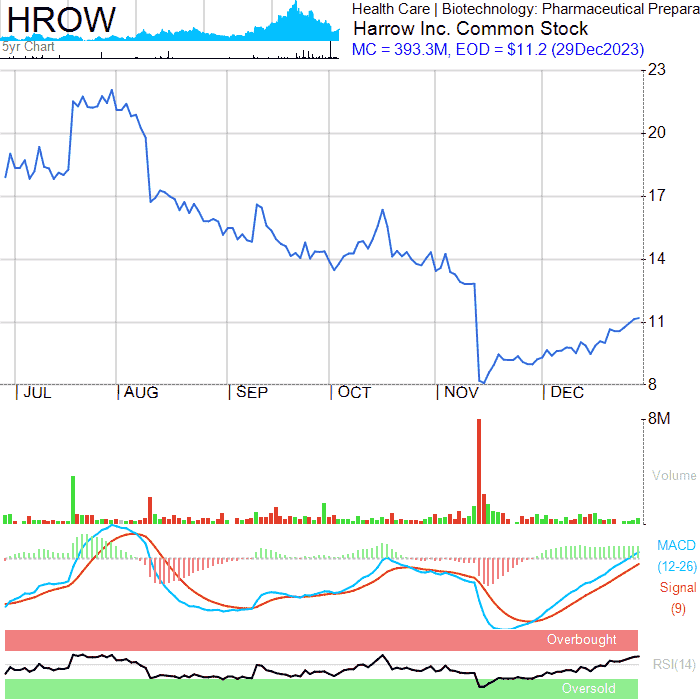 HROW
5yr Chart
Health Care | Biotechnology: Pharmaceutical Prepara
Harrow Inc. Common Stock
MC = 393.3M, EOD = $11.2 (29Dec2023)
23
20
17
14
11
8
JUL AUG SEP OCT NOV DEC
8M
Volume
MACD
(12-26)
Signal
(9)
Overbought
RSI(14)
Oversold